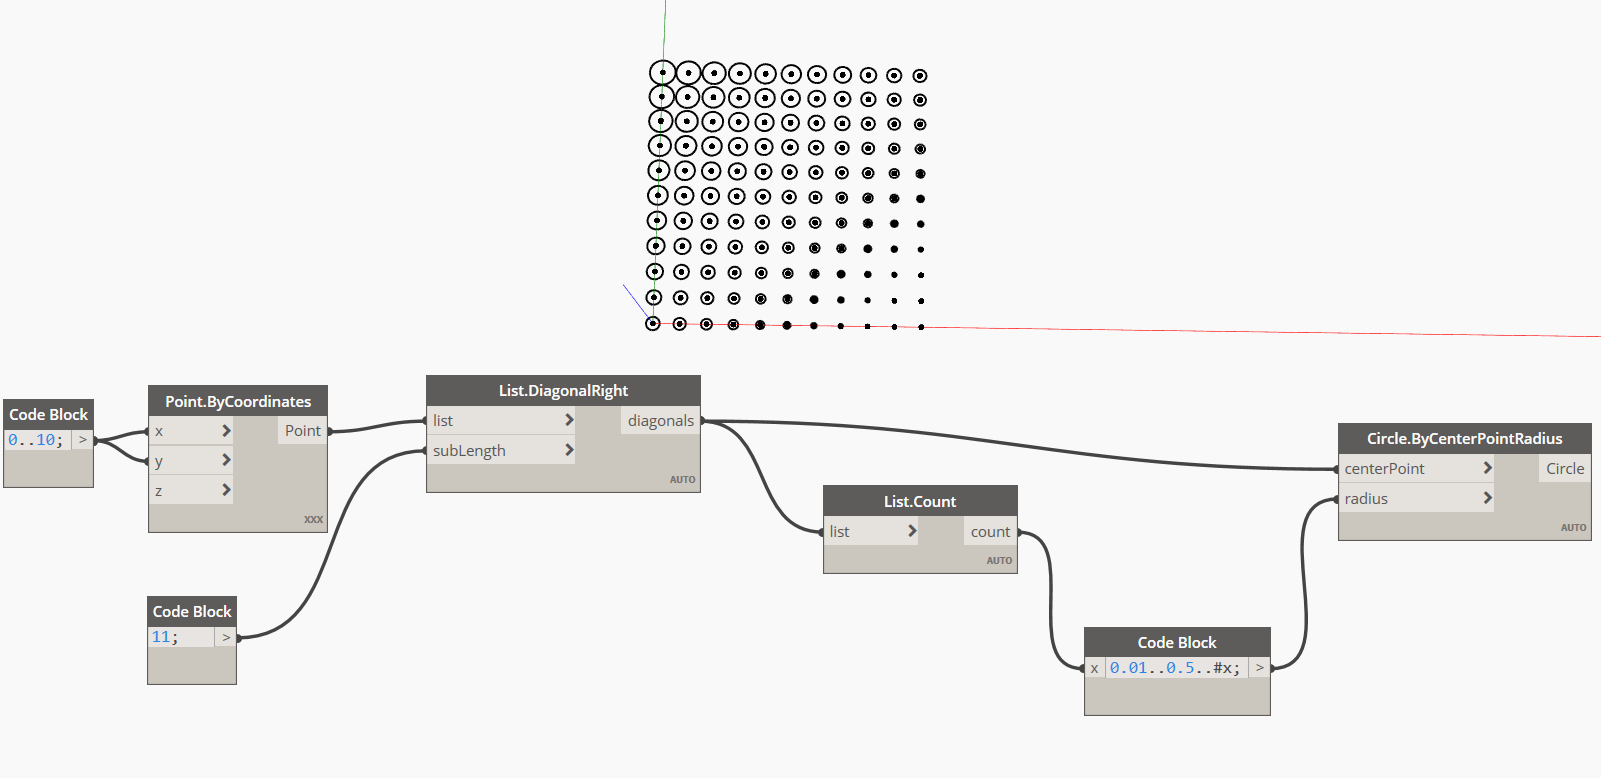 Code Block
0..10; >
Point.ByCoordinates
x > Point
y >
z >
XXX
Code Block
11; >
List.DiagonalRight
list > diagonals
subLength >
AUTO
List.Count
list > count
AUTO
Code Block
x 0.01..0.5..#x; >
Circle.ByCenterPointRadius
centerPoint > Circle
radius >
AUTO